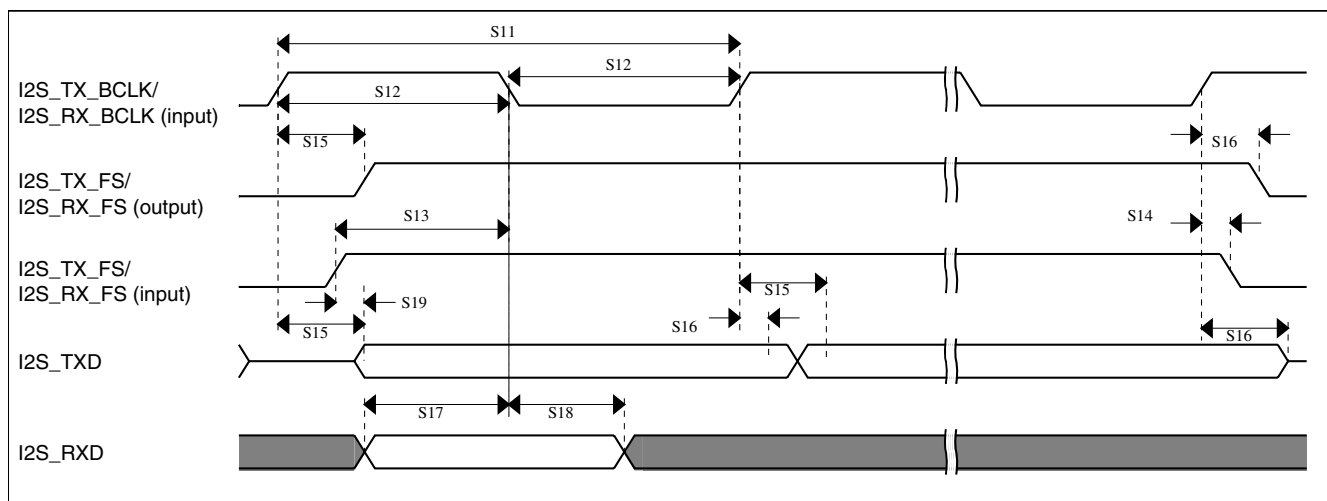 S11
I2S_TX_BCLK/
I2S_RX_BCLK (input)
S12
S12
S15
S16
I2S_TX_FS/
I2S_RX_FS (output)
S13
S14
I2S_TX_FS/
I2S_RX_FS (input)
S19
S15
S15
S16
S16
I2S_TXD
S17
S18
I2S_RXD